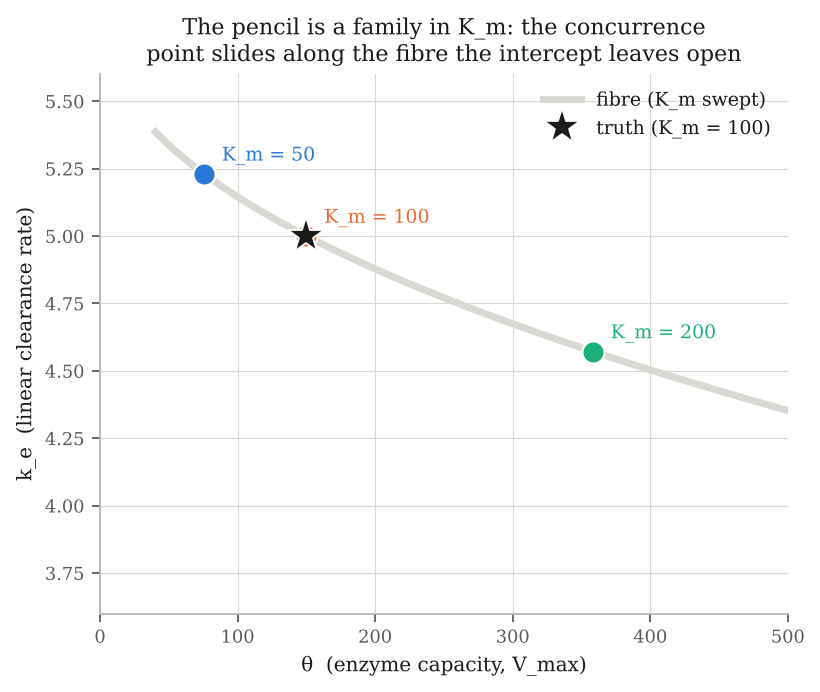 The pencil is a family in K_m: the concurrence
point slides along the fibre the intercept leaves open
fibre (K_m swept)
truth (K_m = 100)
K_m = 50
K_m = 100
K_m = 200
k_e  (linear clearance rate)
5.50
5.25
5.00
4.75
4.50
4.25
4.00
3.75
0
100
200
300
400
500
θ  (enzyme capacity, V_max)